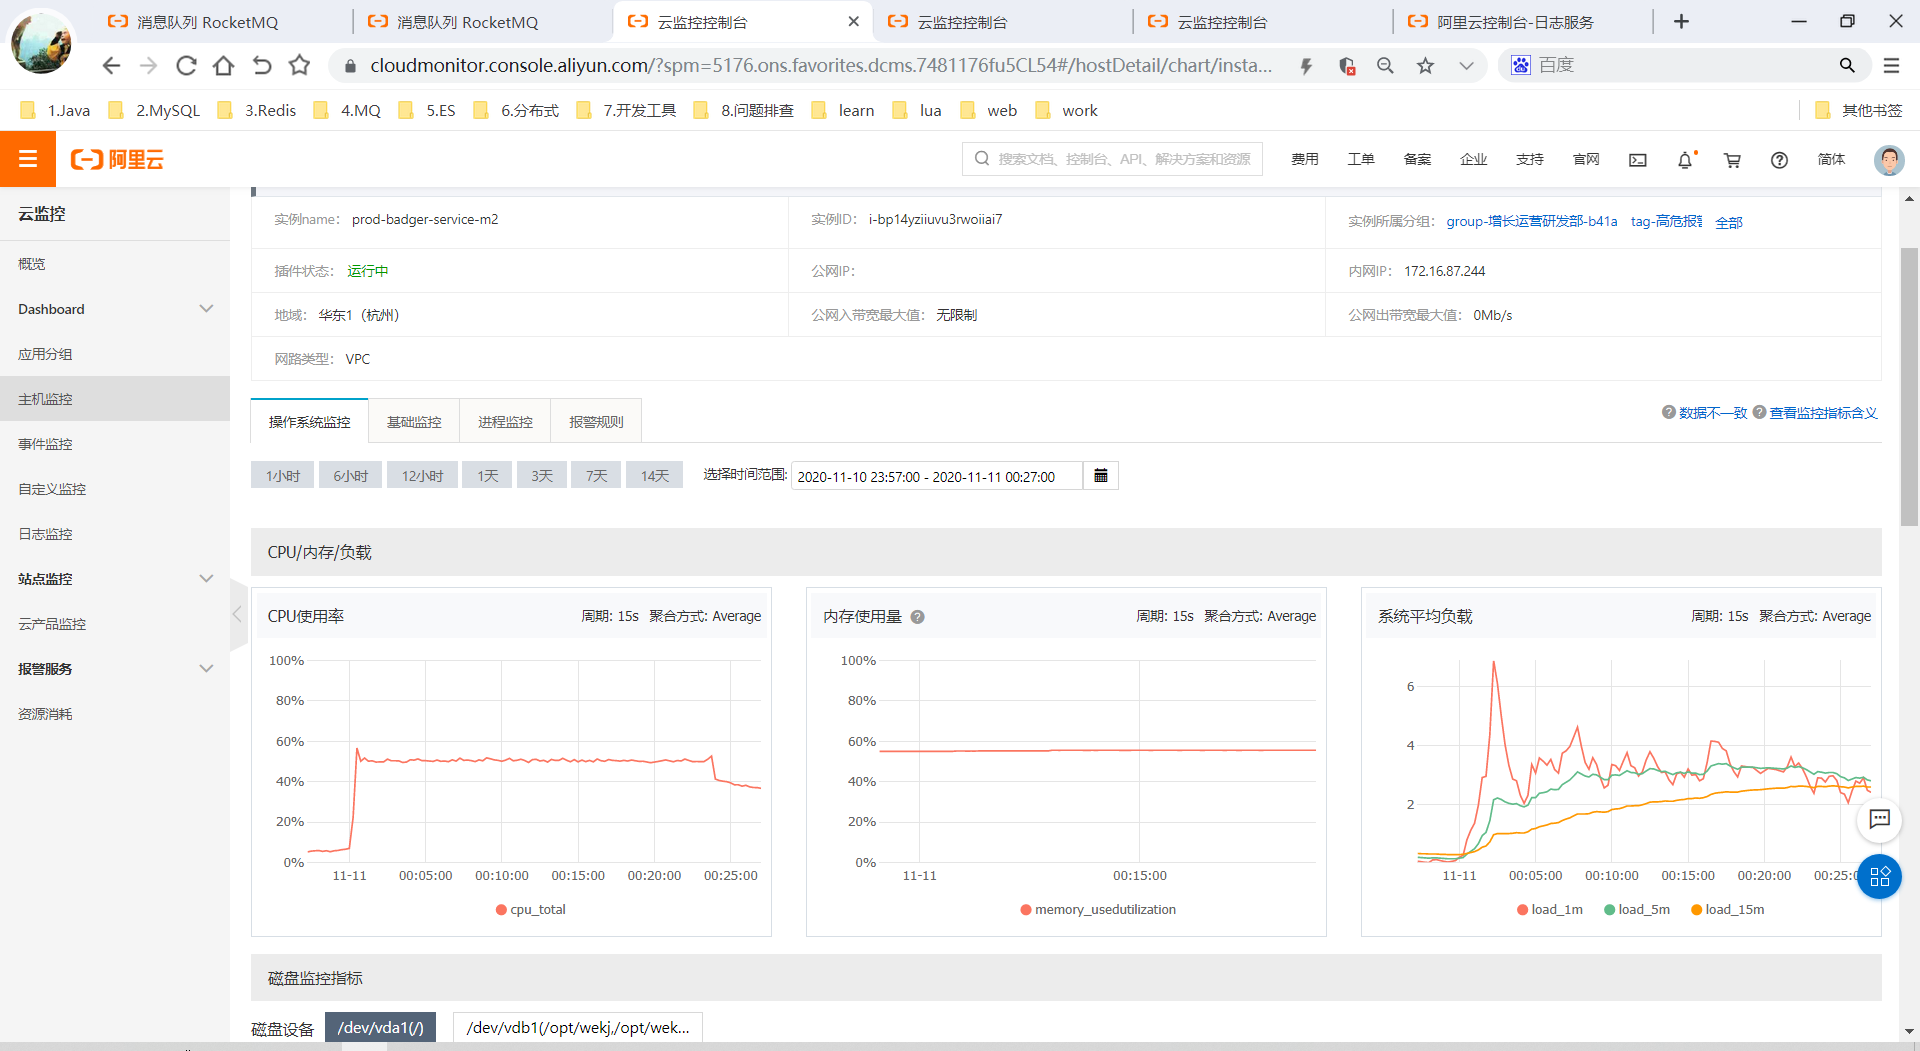 消息队列 RocketMQ
消息队列 RocketMQ
云监控控制台
云监控控制台
云监控控制台
阿里云控制台-日志服务
cloudmonitor.console.aliyun.com/?spm=5176.ons.favorites.dcms.7481176fu5CL54#/hostDetail/chart/insta...
百度
1.Java
2.MySQL
3.Redis
4.MQ
5.ES
6.分布式
7.开发工具
8.问题排查
learn
lua
web
work
其他书签
阿里云
搜索文档、控制台、API、解决方案和资源
费用
工单
备案
企业
支持
官网
简体
云监控
概览
Dashboard
应用分组
主机监控
事件监控
自定义监控
日志监控
站点监控
云产品监控
报警服务
资源消耗
实例name： prod-badger-service-m2
实例ID： i-bp14yziiuvu3rwoiiai7
实例所属分组： group-增长运营研发部-b41a tag-高危报警 全部
插件状态： 运行中
公网IP：
内网IP： 172.16.87.244
地域： 华东1（杭州）
公网入带宽最大值： 无限制
公网出带宽最大值： 0Mb/s
网路类型： VPC
操作系统监控
基础监控
进程监控
报警规则
数据不一致
查看监控指标含义
1小时
6小时
12小时
1天
3天
7天
14天
选择时间范围: 2020-11-10 23:57:00 - 2020-11-11 00:27:00
CPU/内存/负载
CPU使用率 周期: 15s 聚合方式: Average
100%
80%
60%
40%
20%
0%
11-11 00:05:00 00:10:00 00:15:00 00:20:00 00:25:00
cpu_total
内存使用量 周期: 15s 聚合方式: Average
100%
80%
60%
40%
20%
0%
11-11 00:15:00
memory_usedutilization
系统平均负载 周期: 15s 聚合方式: Average
6
4
2
11-11 00:05:00 00:10:00 00:15:00 00:20:00 00:25:0
load_1m load_5m load_15m
磁盘监控指标
磁盘设备 /dev/vda1(/) /dev/vdb1(/opt/wekj,/opt/wek...